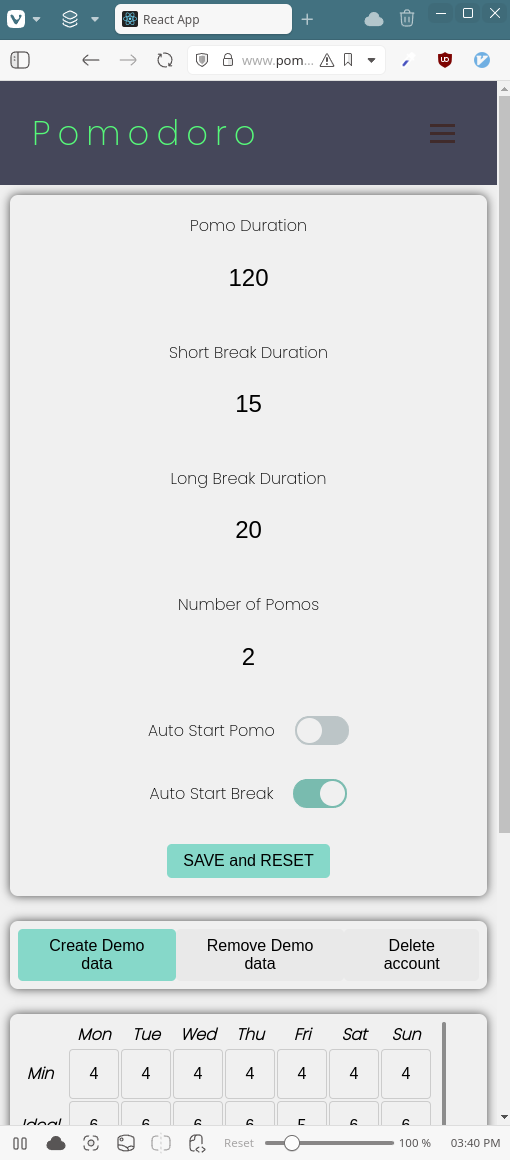 React App
www.pom...
Pomodoro
Pomo Duration
120
Short Break Duration
15
Long Break Duration
20
Number of Pomos
2
Auto Start Pomo
Auto Start Break
SAVE and RESET
Create Demo
data
Remove Demo
data
Delete
account
Mon Tue Wed Thu Fri Sat Sun
Min 4 4 4 4 4 4 4
Ideal 6 6 6 6 5 6 6
Reset 100 % 03:40 PM